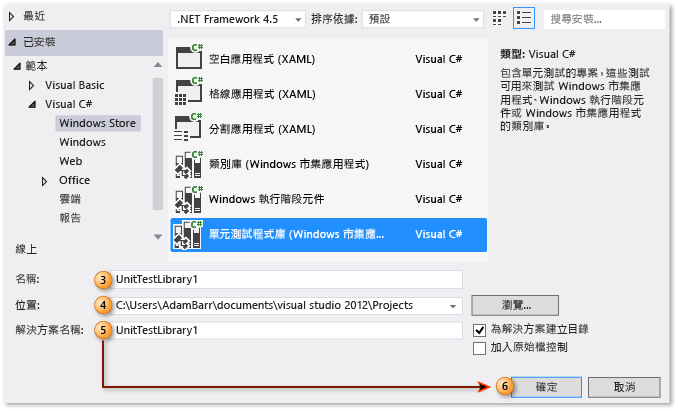 最近
.NET Framework 4.5
排序依據:
預設
搜尋安裝...
已安裝
範本
Visual Basic
Visual C#
Windows Store
Windows
Web
Office
雲端
報告
線上
C#
空白應用程式 (XAML)
Visual C#
C#
格線應用程式 (XAML)
Visual C#
C#
分割應用程式 (XAML)
Visual C#
C#
類別庫 (Windows 市集應用程式)
Visual C#
C#
Windows 執行階段元件
Visual C#
C#
單元測試程式庫 (Windows 市集應...
Visual C#
類型: Visual C#
包含單元測試的專案，這些測試
可用來測試 Windows 市集應
用程式、Windows 執行階段元
件或 Windows 市集應用程式
的類別庫。
名稱:
3
UnitTestLibrary1
位置:
4
C:\Users\AdamBarr\documents\visual studio 2012\Projects
瀏覽...
解決方案名稱:
5
UnitTestLibrary1
為解決方案建立目錄
加入原始檔控制
6
確定
取消